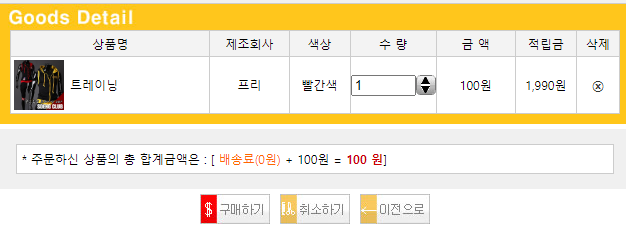 Goods Detail
상품명 제조회사 색상 수 량 금 액 적립금 삭제
트레이닝 프리 빨간색 1 100원 1,990원
* 주문하신 상품의 총 합계금액은 : [ 배송료(0원) + 100원 = 100 원]
구매하기 취소하기 이전으로